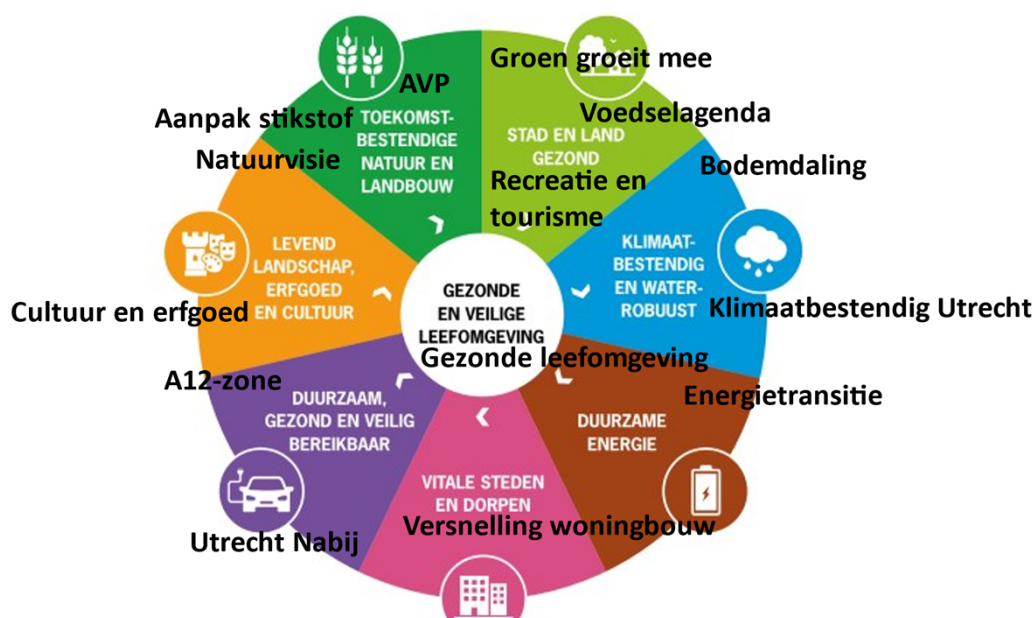 Groen groeit mee
AVP
Aanpak stikstof
TOEKOMST-
BESTENDIGE
NATUUR EN
LANDBOUW
Natuurvisie
Voedselagenda
STAD EN LAND
GEZOND
Recreatie en
tourisme
Bodemdaling
LEVEND
LANDSCHAP,
ERFGOED
EN CULTUUR
Cultuur en erfgoed
GEZONDE
EN VEILIGE
LEEFOMGEVING
Gezonde leefomgeving
KLIMAAT-
BESTENDIG
EN WATER-
ROBUUST
Klimaatbestendig Utrecht
A12-zone
DUURZAAM,
GEZOND EN VEILIG
BEREIKBAAR
Utrecht Nabij
VITALE STEDEN
EN DORPEN
Versnelling woningbouw
DUURZAME
ENERGIE
Energietransitie